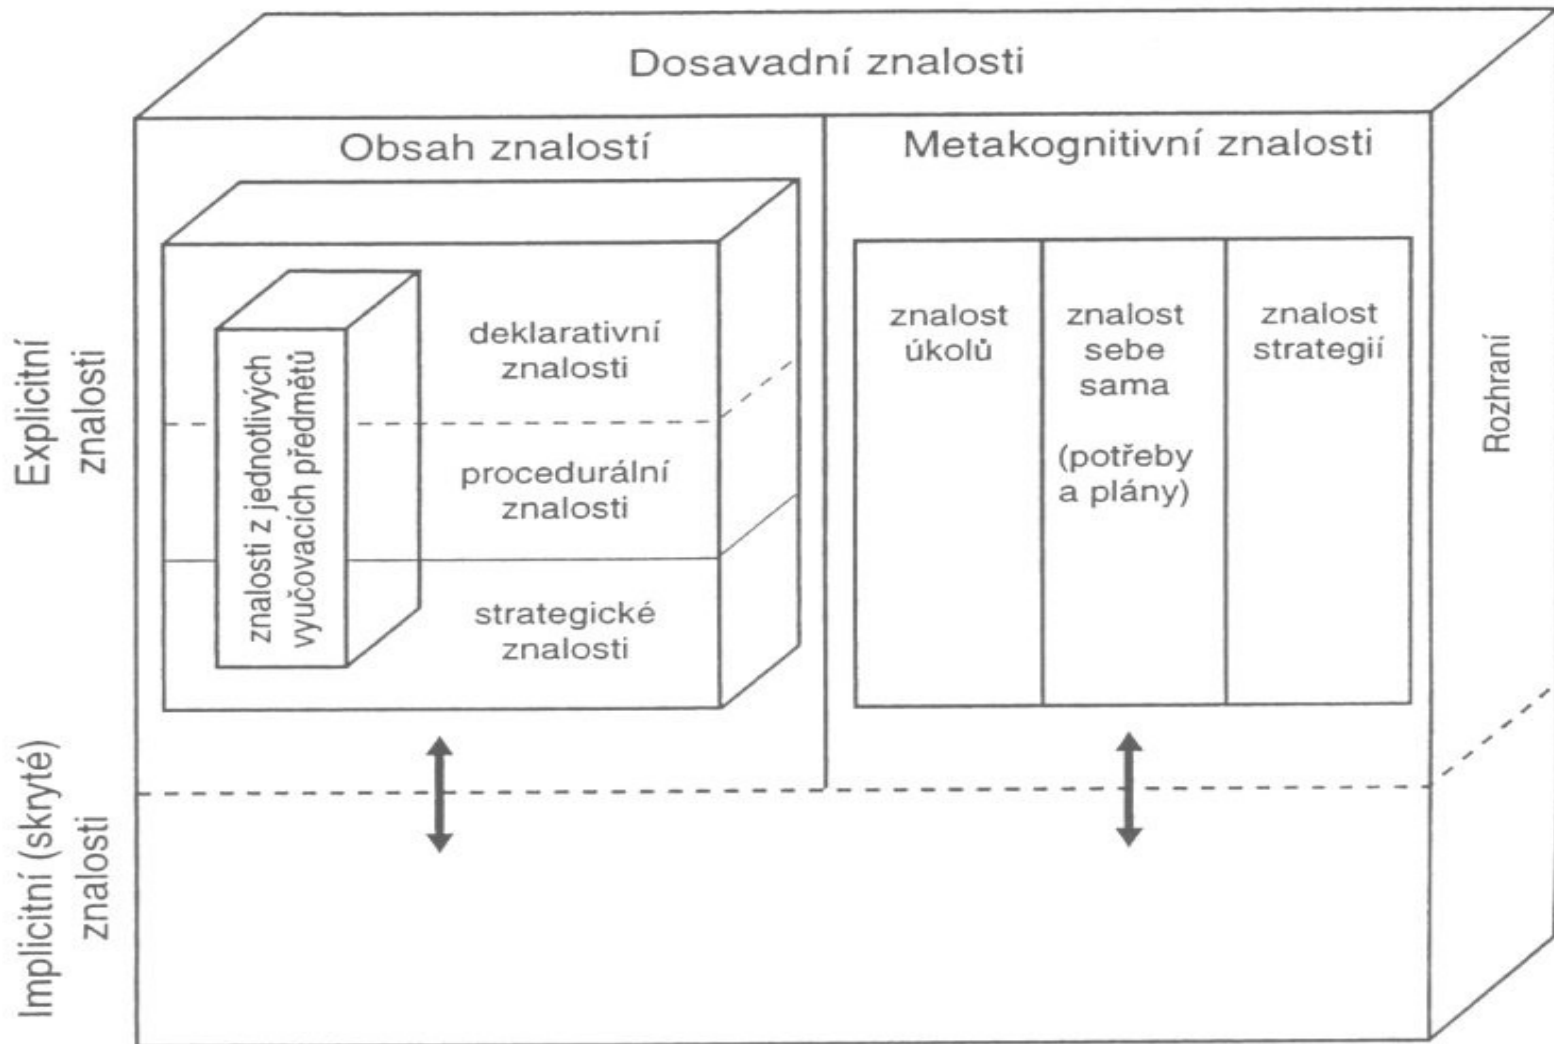 Dosavadní znalosti
Obsah znalostí
Metakognitivní znalosti
Explicitní
znalosti
znalosti z jednotlivých
vyučovacích předmětů
deklarativní
znalosti
procedurální
znalosti
strategické
znalosti
znalost
úkolů
znalost
sebe
sama
(potřeby
a plány)
znalost
strategií
Rozhraní
Implicitní (skryté)
znalosti